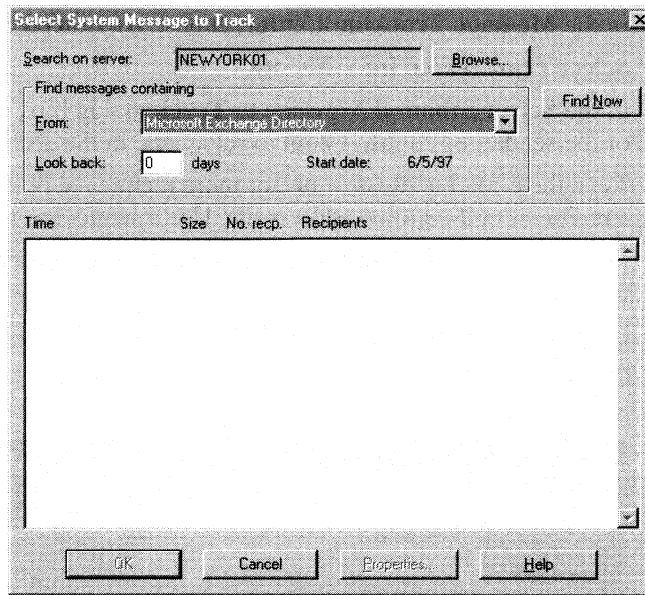 Select System Message to Track
Search on server: NEWYORK01 Browse...
Find messages containing
Find Now
From: Microsoft Exchange Directory
Look back: 0 days Start date: 6/5/97
Time Size No. recp. Recipients
OK Cancel Properties... Help